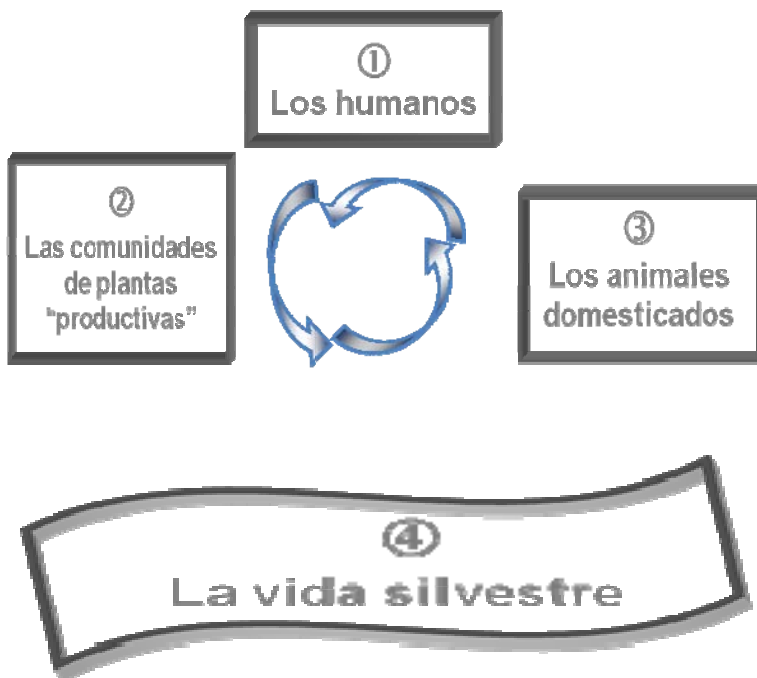 ①
Los humanos
②
Las comunidades
de plantas
“productivas”
③
Los animales
domesticados
④
La vida silvestre